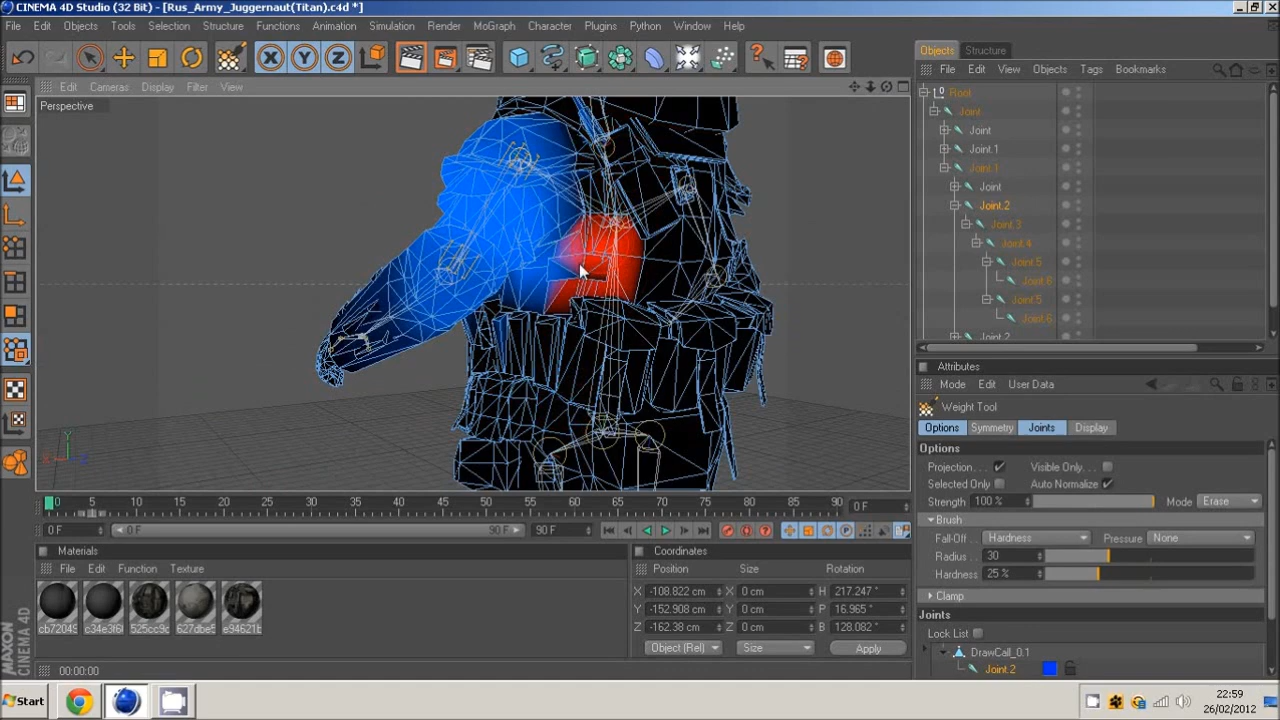 CINEMA 4D Studio (32 Bit) - [Rus_Army_Juggernaut(Titan).c4d *]
File Edit Objects Tools Selection Structure Functions Animation Simulation Render MoGraph Character Plugins Python Window Help
Objects Structure
File Edit View Objects Tags Bookmarks
Edit Cameras Display Filter View
Perspective
Root
Joint
Joint
Joint.1
Joint.1
Joint
Joint.2
Joint.3
Joint.4
Joint.5
Joint.6
Joint.5
Joint.6
Joint.2
Attributes
Mode Edit User Data
Weight Tool
Options Symmetry Joints Display
Options
Projection. . . Visible Only. .
Selected Only Auto Normalize
Strength 100 % Mode Erase
Brush
Fall-Off . . Hardness Pressure None
Radius . . 30
Hardness 25 %
Clamp
Joints
Lock List
DrawCall_0.1
Joint.2
0 5 10 15 20 25 30 35 40 45 50 55 60 65 70 75 80 85 90 0 F
0 F 0 F 90 F 90 F
Materials
File Edit Function Texture
cb72049 c34e3f6 525cc9c 627dbe5 e94621b
Coordinates
Position Size Rotation
X -108.822 cm X 0 cm H 217.247 °
Y -152.908 cm Y 0 cm P 16.965 °
Z -162.38 cm Z 0 cm B 128.082 °
Object (Rel) Size Apply
00:00:00
MAXON
CINEMA 4D
Start
22:59
26/02/2012